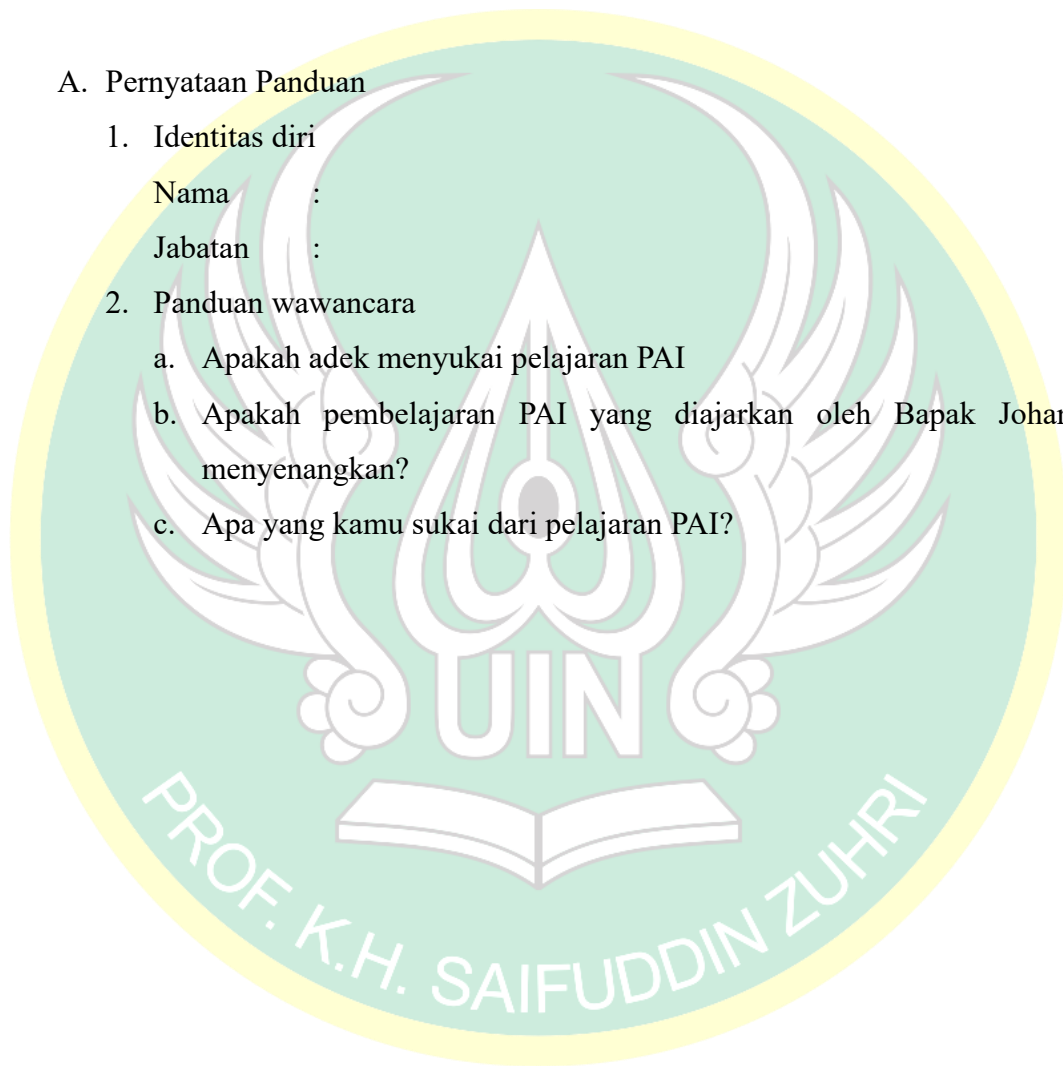 A. Pernyataan Panduan
1. Identitas diri
Nama :
Jabatan :
2. Panduan wawancara
a. Apakah adek menyukai pelajaran PAI
b. Apakah pembelajaran PAI yang diajarkan oleh Bapak Johar
menyenangkan?
c. Apa yang kamu sukai dari pelajaran PAI?
UIN
PROF. K.H. SAIFUDDIN ZUHRI